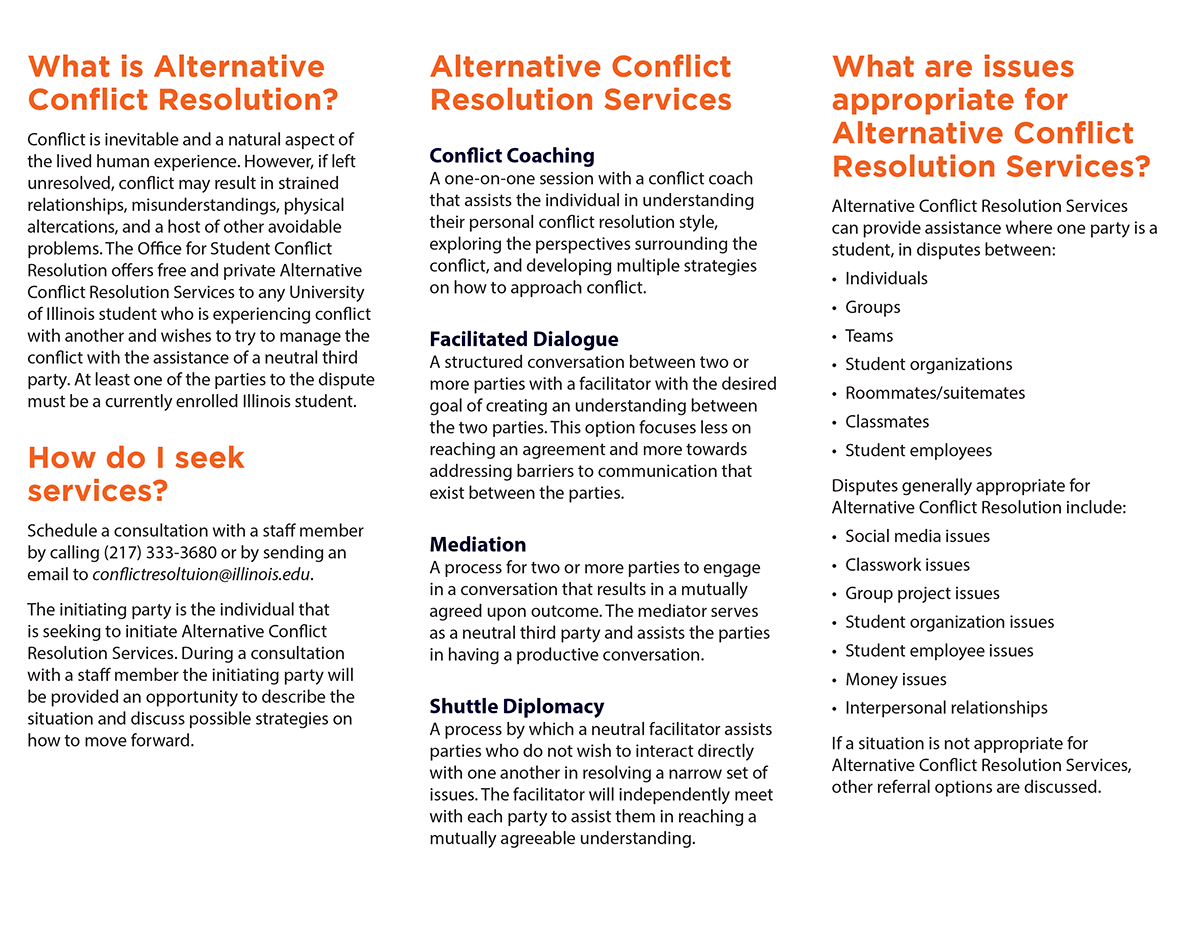 What is Alternative
Conflict Resolution?
Conflict is inevitable and a natural aspect of
the lived human experience. However, if left
unresolved, conflict may result in strained
relationships, misunderstandings, physical
altercations, and a host of other avoidable
problems. The Office for Student Conflict
Resolution offers free and private Alternative
Conflict Resolution Services to any University
of Illinois student who is experiencing conflict
with another and wishes to try to manage the
conflict with the assistance of a neutral third
party. At least one of the parties to the dispute
must be a currently enrolled Illinois student.
How do I seek
services?
Schedule a consultation with a staff member
by calling (217) 333-3680 or by sending an
email to conflictresoltuion@illinois.edu.
The initiating party is the individual that
is seeking to initiate Alternative Conflict
Resolution Services. During a consultation
with a staff member the initiating party will
be provided an opportunity to describe the
situation and discuss possible strategies on
how to move forward.
Alternative Conflict
Resolution Services
Conflict Coaching
A one-on-one session with a conflict coach
that assists the individual in understanding
their personal conflict resolution style,
exploring the perspectives surrounding the
conflict, and developing multiple strategies
on how to approach conflict.
Facilitated Dialogue
A structured conversation between two or
more parties with a facilitator with the desired
goal of creating an understanding between
the two parties. This option focuses less on
reaching an agreement and more towards
addressing barriers to communication that
exist between the parties.
Mediation
A process for two or more parties to engage
in a conversation that results in a mutually
agreed upon outcome. The mediator serves
as a neutral third party and assists the parties
in having a productive conversation.
Shuttle Diplomacy
A process by which a neutral facilitator assists
parties who do not wish to interact directly
with one another in resolving a narrow set of
issues. The facilitator will independently meet
with each party to assist them in reaching a
mutually agreeable understanding.
What are issues
appropriate for
Alternative Conflict
Resolution Services?
Alternative Conflict Resolution Services
can provide assistance where one party is a
student, in disputes between:
• Individuals
• Groups
• Teams
• Student organizations
• Roommates/suitemates
• Classmates
• Student employees
Disputes generally appropriate for
Alternative Conflict Resolution include:
• Social media issues
• Classwork issues
• Group project issues
• Student organization issues
• Student employee issues
• Money issues
• Interpersonal relationships
If a situation is not appropriate for
Alternative Conflict Resolution Services,
other referral options are discussed.